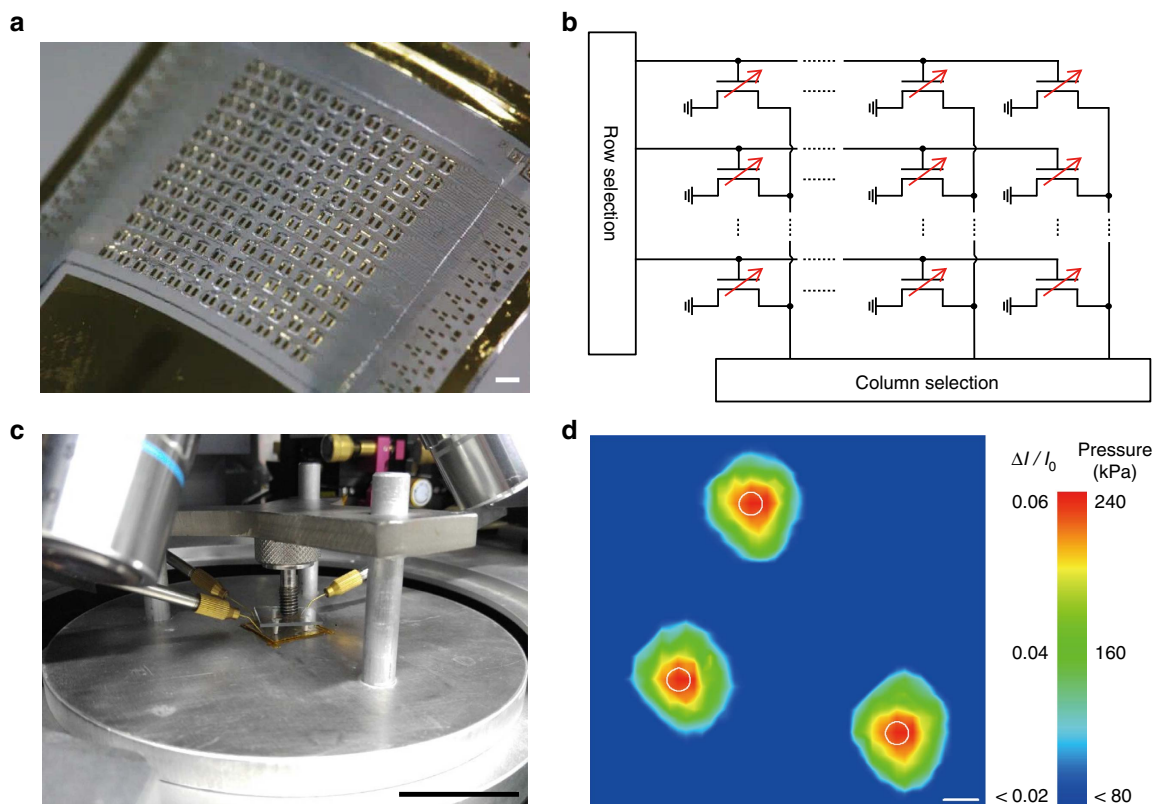 a
b
Row selection
Column selection
c
d
ΔI / I0
Pressure
(kPa)
0.06
240
0.04
160
< 0.02
< 80